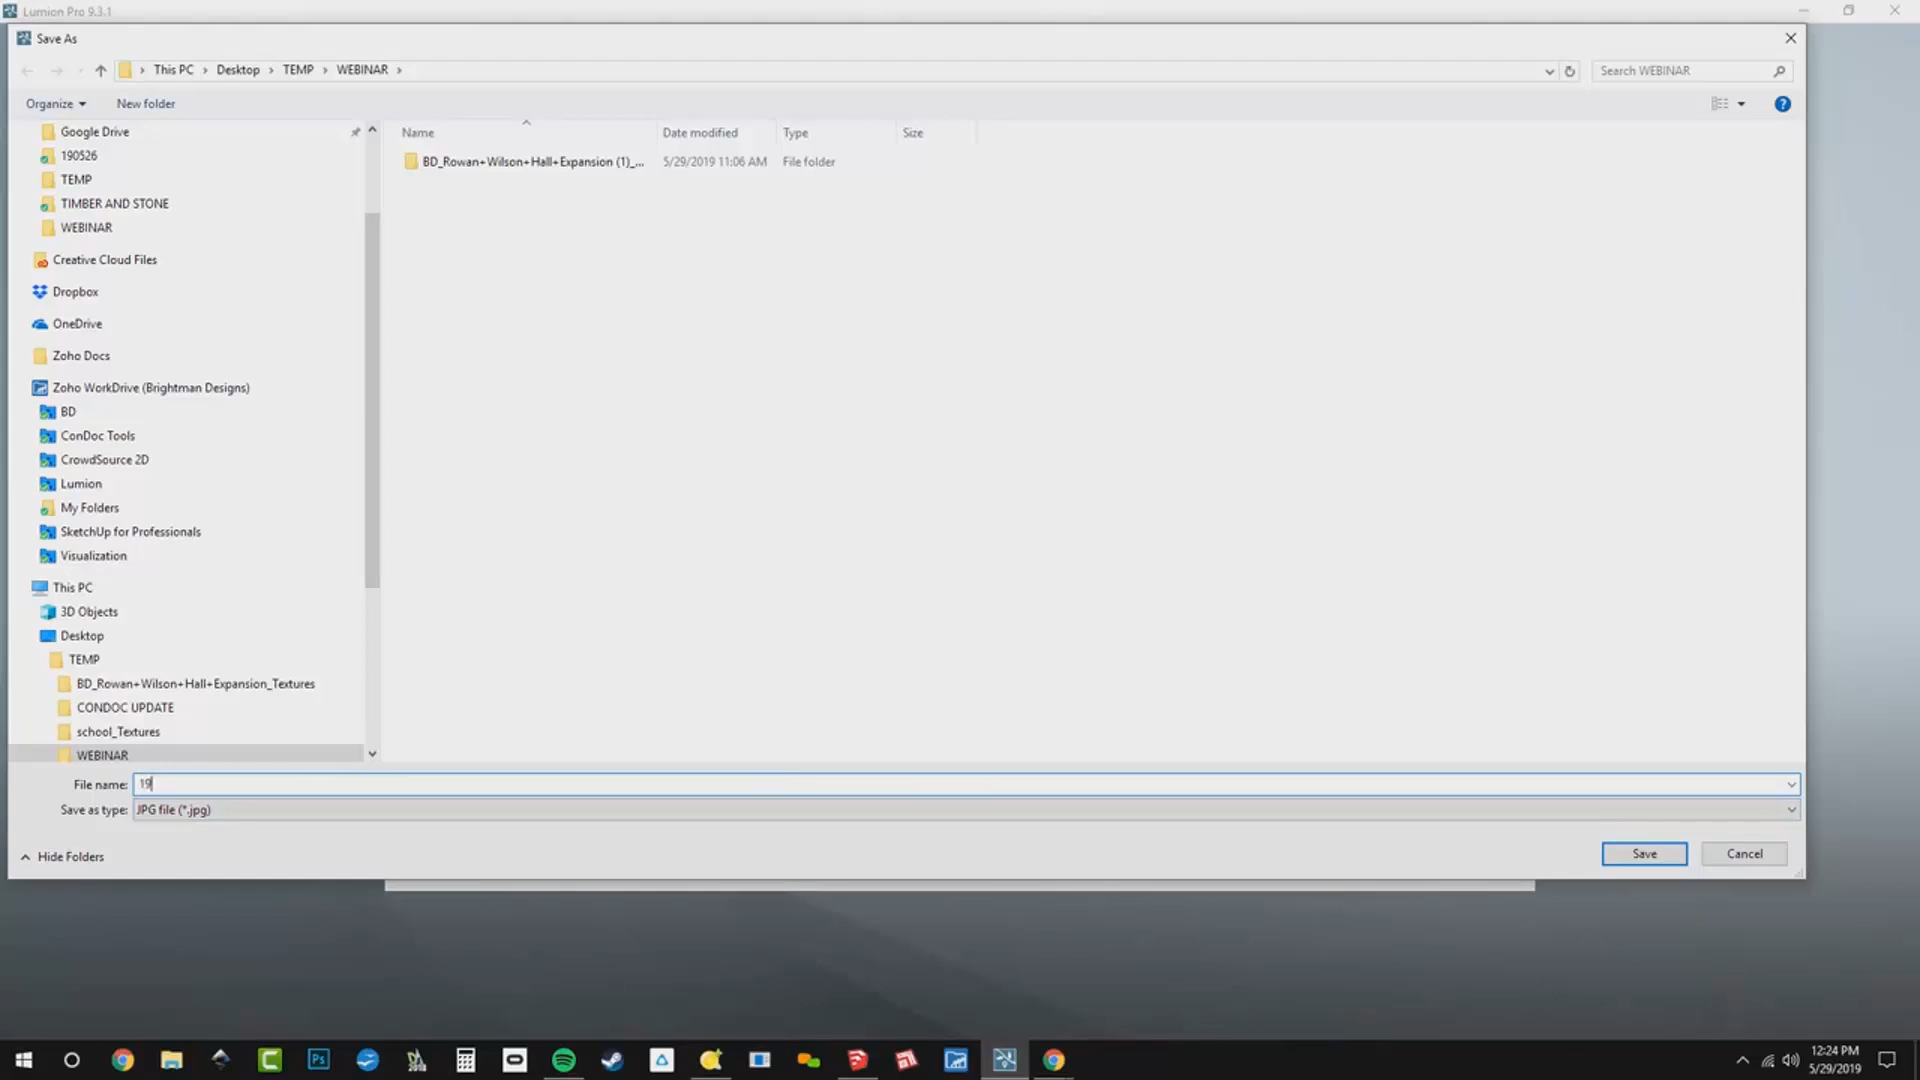 Lumion Pro 9.3.1
Save As
This PC > Desktop > TEMP > WEBINAR >
Search WEBINAR
Organize
New folder
Name
Date modified
Type
Size
BD_Rowan+Wilson+Hall+Expansion (1)_...
5/29/2019 11:06 AM
File folder
Google Drive
190526
TEMP
TIMBER AND STONE
WEBINAR
Creative Cloud Files
Dropbox
OneDrive
Zoho Docs
Zoho WorkDrive (Brightman Designs)
BD
ConDoc Tools
CrowdSource 2D
Lumion
My Folders
SketchUp for Professionals
Visualization
This PC
3D Objects
Desktop
TEMP
BD_Rowan+Wilson+Hall+Expansion_Textures
CONDOC UPDATE
school_Textures
WEBINAR
File name: 19
Save as type: JPG file (*.jpg)
Hide Folders
Save
Cancel
Ps
12:24 PM
5/29/2019